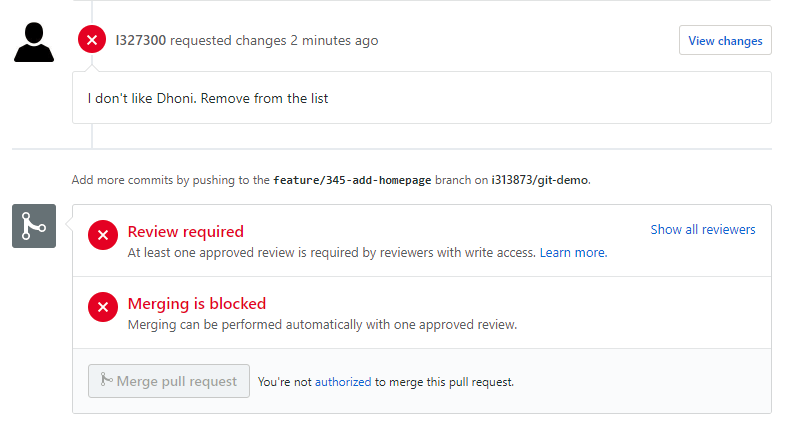 I327300 requested changes 2 minutes ago
View changes
I don't like Dhoni. Remove from the list
Add more commits by pushing to the feature/345-add-homepage branch on i313873/git-demo.
Review required
Show all reviewers
At least one approved review is required by reviewers with write access. Learn more.
Merging is blocked
Merging can be performed automatically with one approved review.
Merge pull request
You're not authorized to merge this pull request.